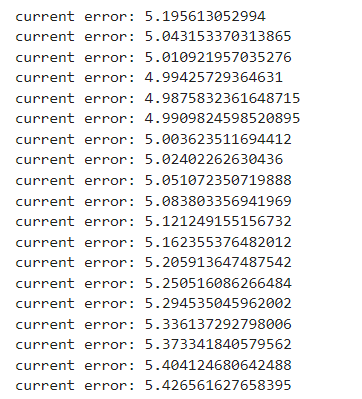 current error: 5.195613052994
current error: 5.043153370313865
current error: 5.010921957035276
current error: 4.99425729364631
current error: 4.9875832361648715
current error: 4.9909824598520895
current error: 5.003623511694412
current error: 5.02402262630436
current error: 5.051072350719888
current error: 5.083803356941969
current error: 5.121249155156732
current error: 5.162355376482012
current error: 5.205913647487542
current error: 5.250516086266484
current error: 5.294535045962002
current error: 5.336137292798006
current error: 5.373341840579562
current error: 5.404124680642488
current error: 5.426561627658395